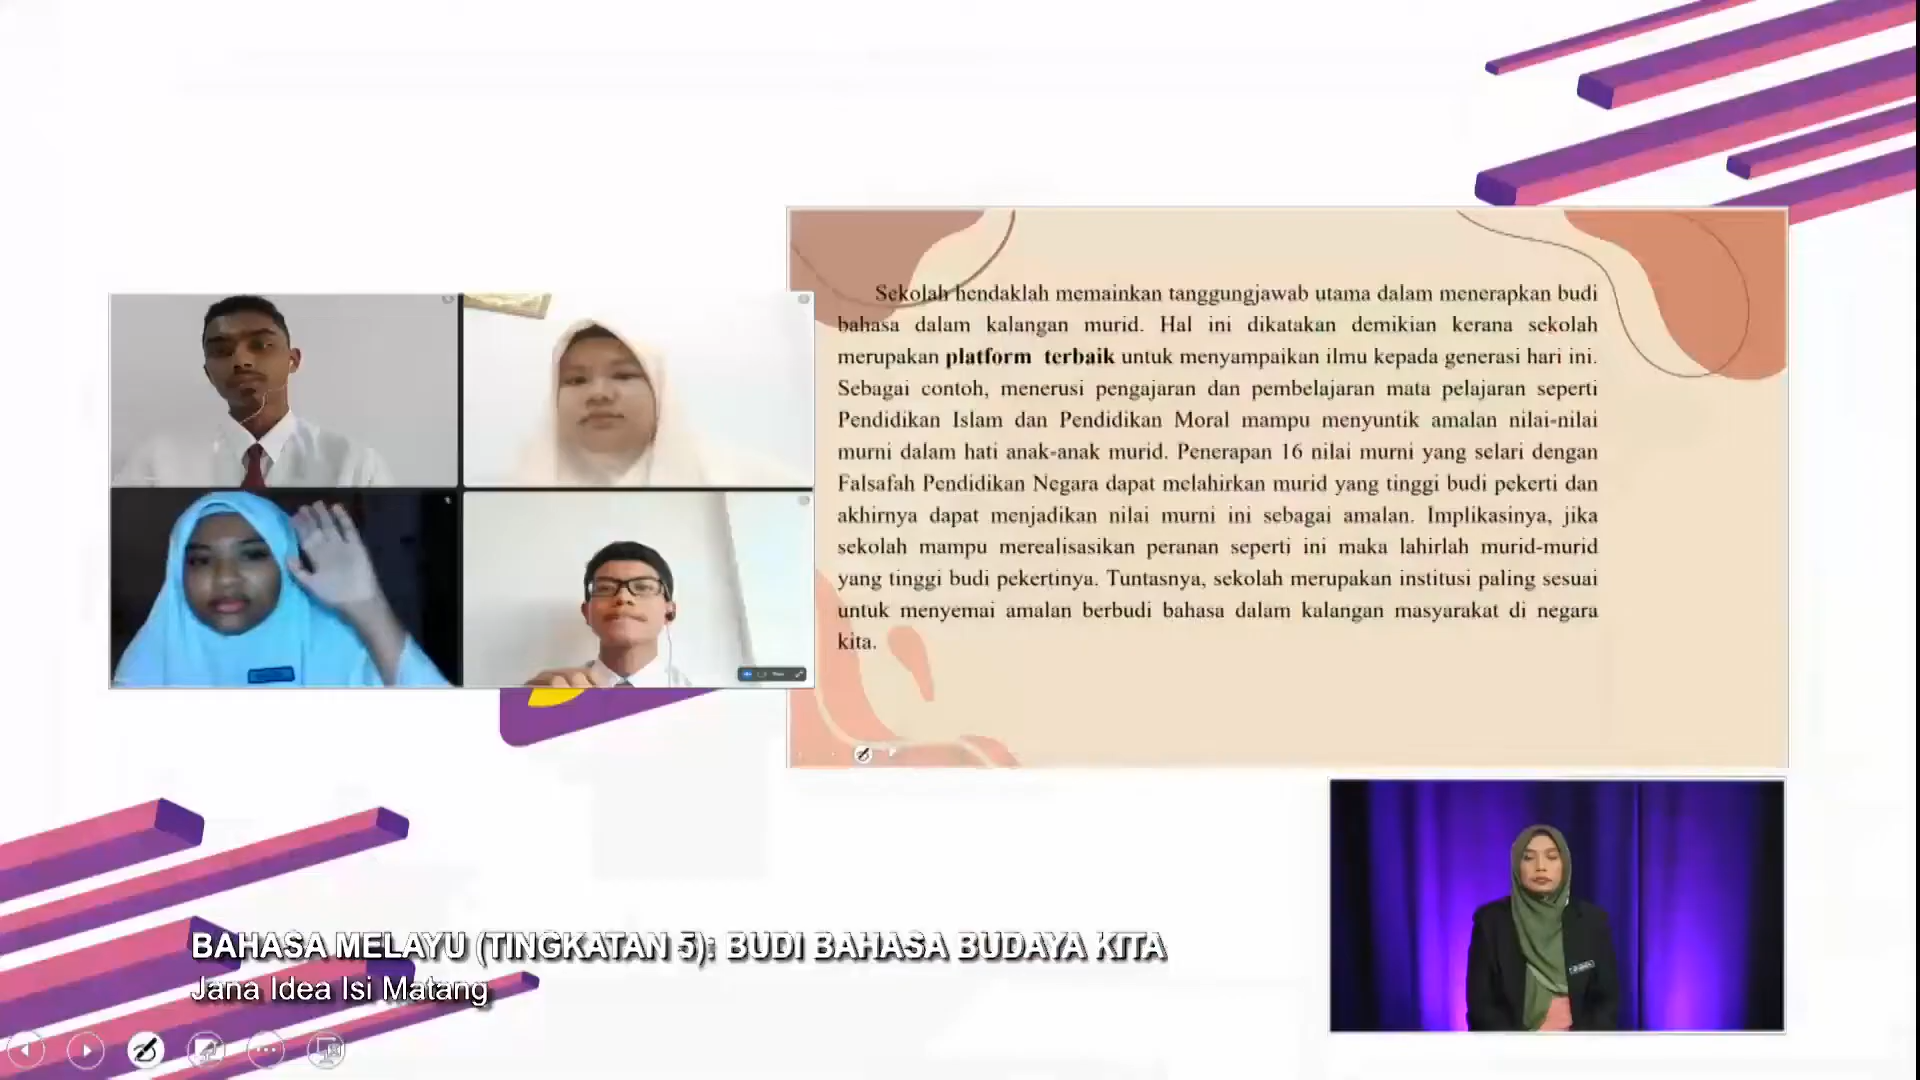 Sekolah hendaklah memainkan tanggungjawab utama dalam menerapkan budi
bahasa dalam kalangan murid. Hal ini dikatakan demikian kerana sekolah
merupakan platform terbaik untuk menyampaikan ilmu kepada generasi hari ini.
Sebagai contoh, menerusi pengajaran dan pembelajaran mata pelajaran seperti
Pendidikan Islam dan Pendidikan Moral mampu menyuntik amalan nilai-nilai
murni dalam hati anak-anak murid. Penerapan 16 nilai murni yang selari dengan
Falsafah Pendidikan Negara dapat melahirkan murid yang tinggi budi pekerti dan
akhirnya dapat menjadikan nilai murni ini sebagai amalan. Implikasinya, jika
sekolah mampu merealisasikan peranan seperti ini maka lahirlah murid-murid
yang tinggi budi pekertinya. Tuntasnya, sekolah merupakan institusi paling sesuai
untuk menyemai amalan berbudi bahasa dalam kalangan masyarakat di negara
kita.
BAHASA MELAYU (TINGKATAN 5): BUDI BAHASA BUDAYA KITA
Jana Idea Isi Matang